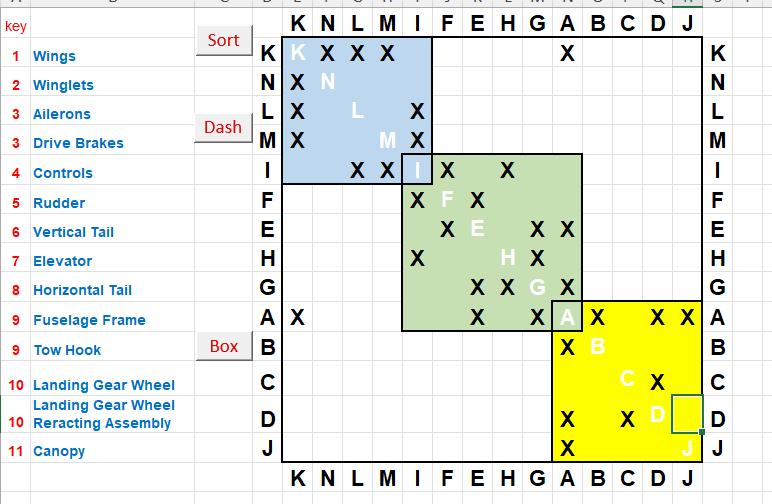 K N L M I F E H G A B C D J
key
Sort
1 Wings K K X X X X K
2 Winglets N X N N
3 Ailerons L X L X L
Dash
3 Drive Brakes M X M X M
4 Controls I X X I X X I
5 Rudder F X F X F
6 Vertical Tail E X E X X E
7 Elevator H X H X H
8 Horizontal Tail G X X G X G
9 Fuselage Frame A X X X A X X X A
9 Tow Hook Box B X B B
10 Landing Gear Wheel C C X C
Landing Gear Wheel
10 Reracting Assembly D X X D D
11 Canopy J X J J
K N L M I F E H G A B C D J